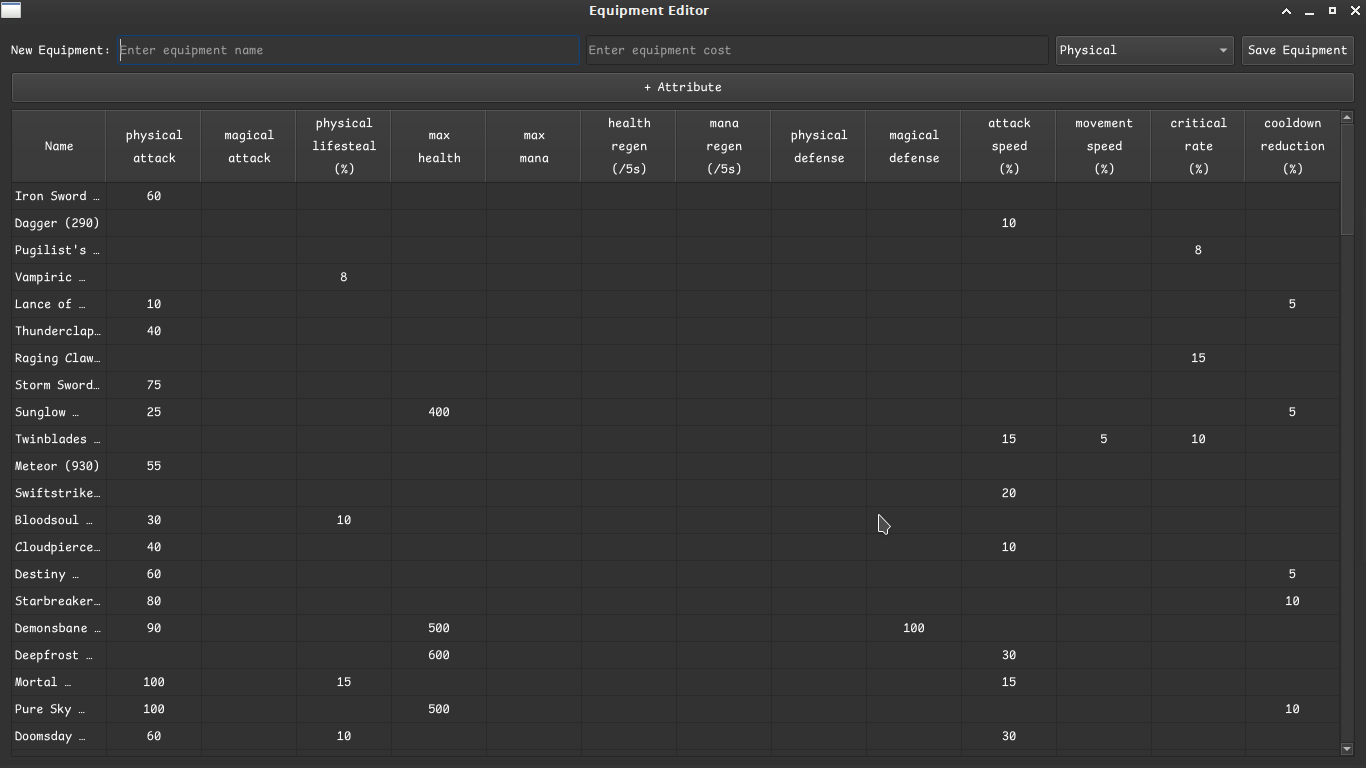 Equipment Editor
New Equipment: Enter equipment name Enter equipment cost Physical Save Equipment
+ Attribute
Name physical attack magical attack physical lifesteal (%) max health max mana health regen (/5s) mana regen (/5s) physical defense magical defense attack speed (%) movement speed (%) critical rate (%) cooldown reduction (%)
Iron Sword … 60
Dagger (290) 10
Pugilist's … 8
Vampiric … 8
Lance of … 10 5
Thunderclap… 40
Raging Claw… 15
Storm Sword… 75
Sunglow … 25 400 5
Twinblades … 15 5 10
Meteor (930) 55
Swiftstrike… 20
Bloodsoul … 30 10
Cloudpierce… 40 10
Destiny … 60 5
Starbreaker… 80 10
Demonsbane … 90 500 100
Deepfrost … 600 30
Mortal … 100 15 15
Pure Sky … 100 500 10
Doomsday … 60 10 30